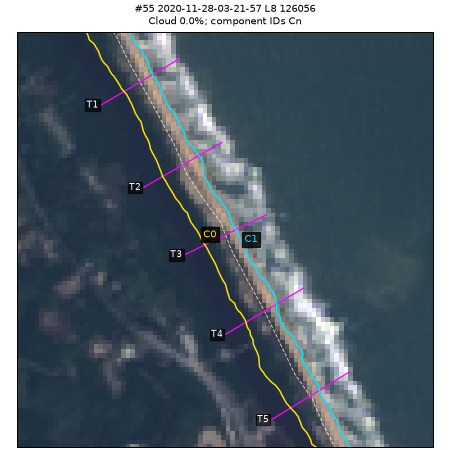 #55 2020-11-28-03-21-57 L8 126056
Cloud 0.0%; component IDs Cn
T1
T2
C0
C1
T3
T4
T5